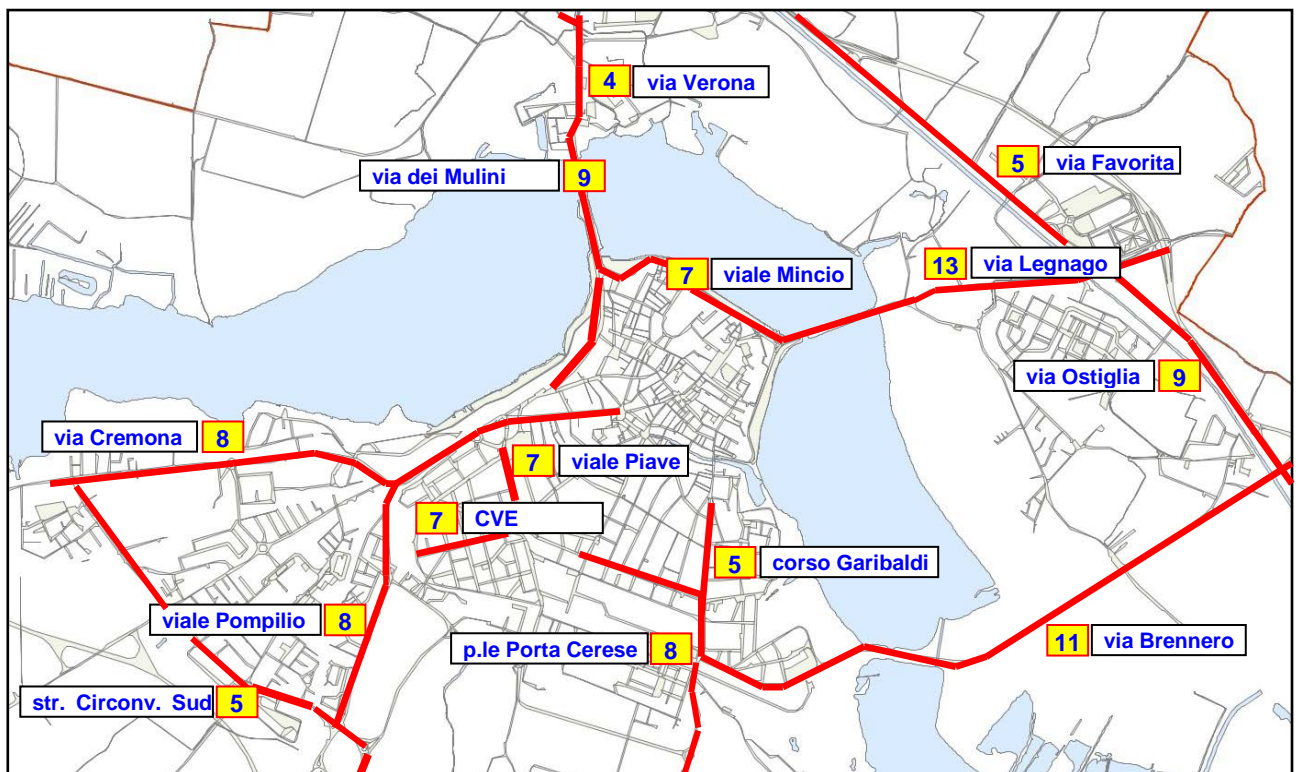 4 via Verona
via dei Mulini 9
5 via Favorita
7 viale Mincio
13 via Legnago
via Ostiglia 9
via Cremona 8
7 viale Piave
7 CVE
5 corso Garibaldi
viale Pompilio 8
p.le Porta Cerese 8
11 via Brennero
str. Circonv. Sud 5